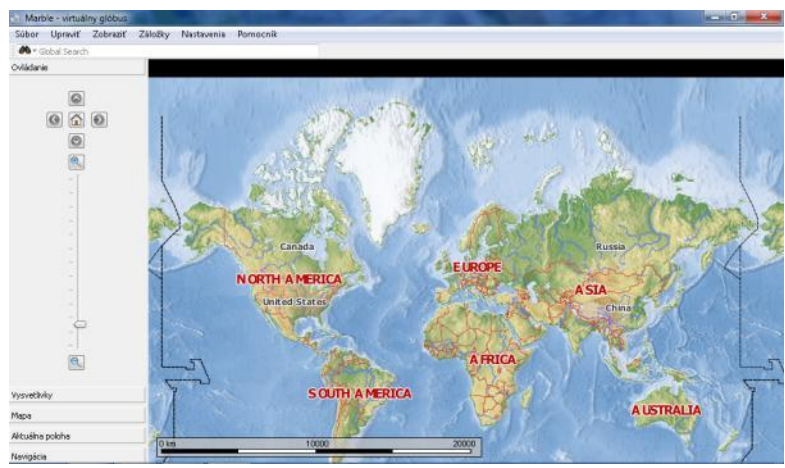 Marble - virtuálny glóbus
Súbor Upraviť Zobraziť Záložky Nastavenia Pomocník
Global Search
Ovládanie
Canada
Russia
EUROPE
NORTH AMERICA
ASIA
United States
China
AFRICA
SOUTH AMERICA
Vysvetlivky
AUSTRALIA
Mapa
Aktuálna poloha
0 km 10000 20000
Navigácia